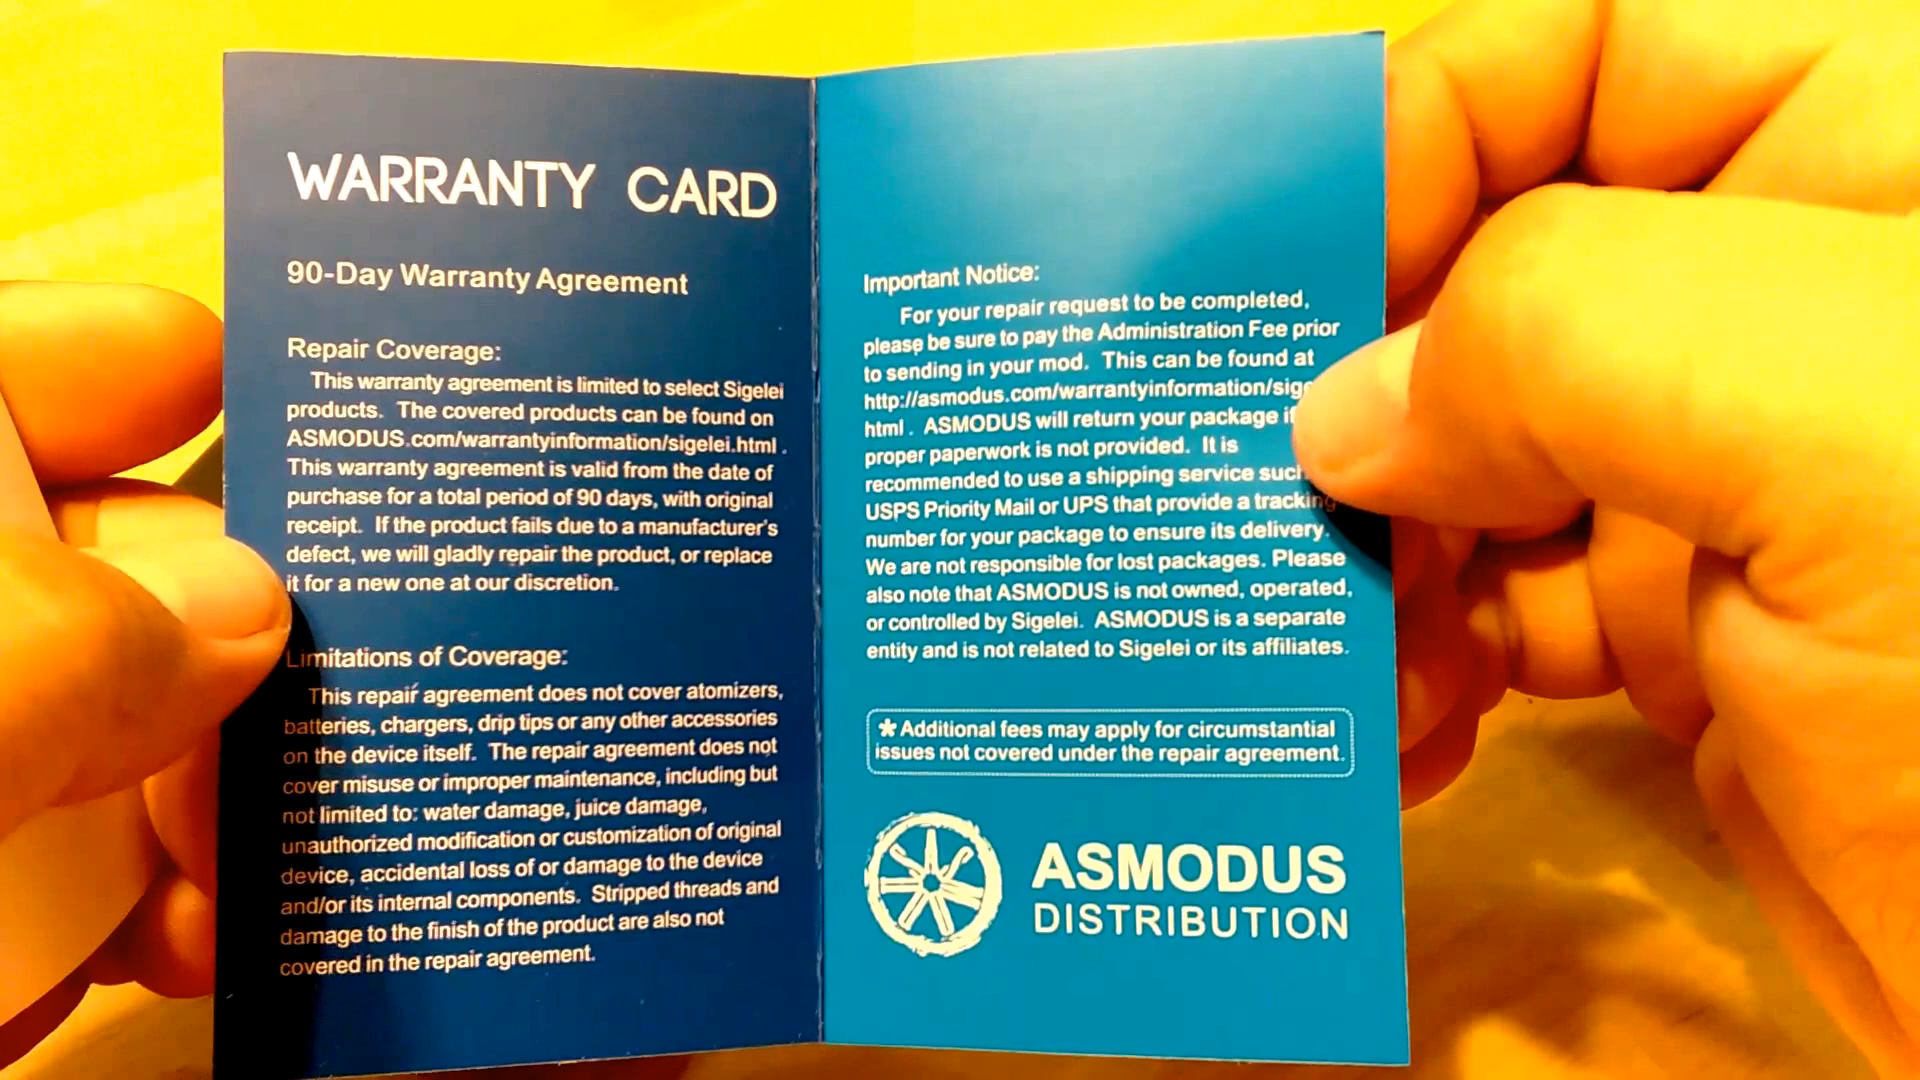 WARRANTY CARD
90-Day Warranty Agreement
Repair Coverage:
This warranty agreement is limited to select Sigelei
products. The covered products can be found on
ASMODUS.com/warrantyinformation/sigelei.html.
This warranty agreement is valid from the date of
purchase for a total period of 90 days, with original
receipt. If the product fails due to a manufacturer's
defect, we will gladly repair the product, or replace
it for a new one at our discretion.
Limitations of Coverage:
This repair agreement does not cover atomizers,
batteries, chargers, drip tips or any other accessories
on the device itself. The repair agreement does not
cover misuse or improper maintenance, including but
not limited to: water damage, juice damage,
unauthorized modification or customization of original
device, accidental loss of or damage to the device
and/or its internal components. Stripped threads and
damage to the finish of the product are also not
covered in the repair agreement.
Important Notice:
For your repair request to be completed,
please be sure to pay the Administration Fee prior
to sending in your mod. This can be found at
http://asmodus.com/warrantyinformation/sige
html. ASMODUS will return your package if
proper paperwork is not provided. It is
recommended to use a shipping service such
USPS Priority Mail or UPS that provide a tracking
number for your package to ensure its delivery.
We are not responsible for lost packages. Please
also note that ASMODUS is not owned, operated,
or controlled by Sigelei. ASMODUS is a separate
entity and is not related to Sigelei or its affiliates.
* Additional fees may apply for circumstantial
issues not covered under the repair agreement.
ASMODUS
DISTRIBUTION